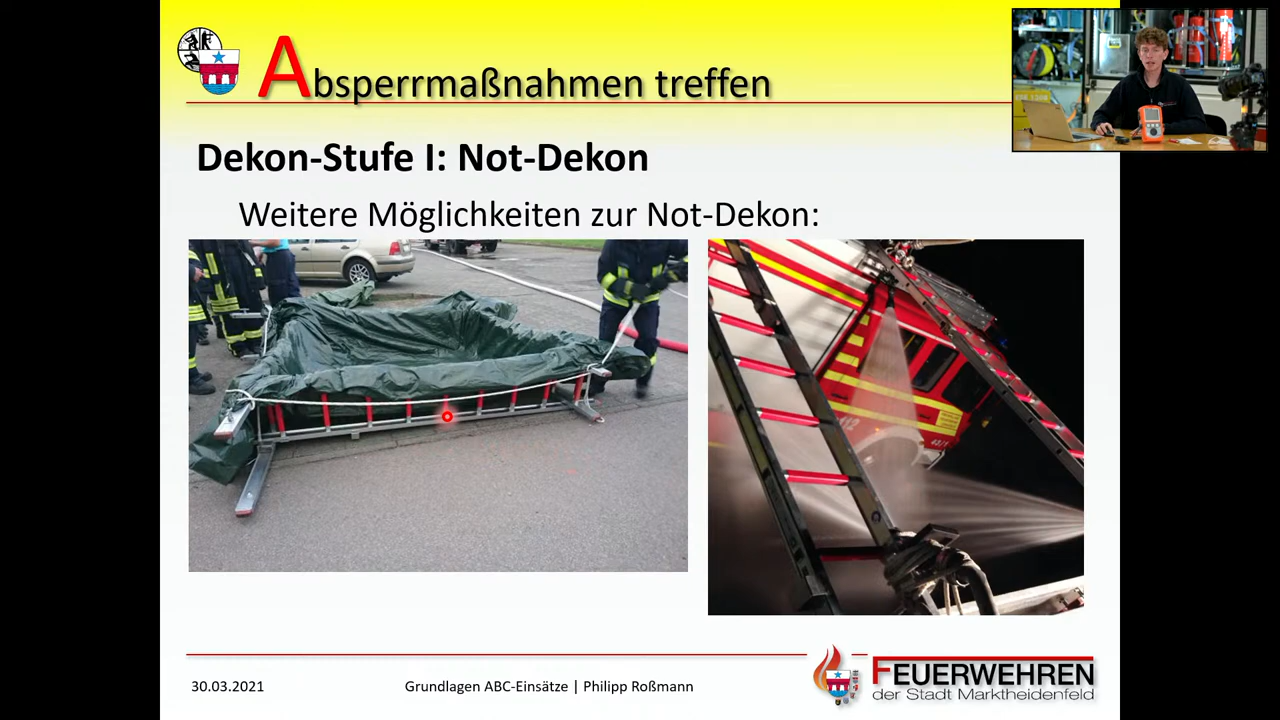 Absperrmaßnahmen treffen
Dekon-Stufe I: Not-Dekon
Weitere Möglichkeiten zur Not-Dekon:
112
30.03.2021
Grundlagen ABC-Einsätze | Philipp Roßmann
FEUERWEHREN
der Stadt Marktheidenfeld